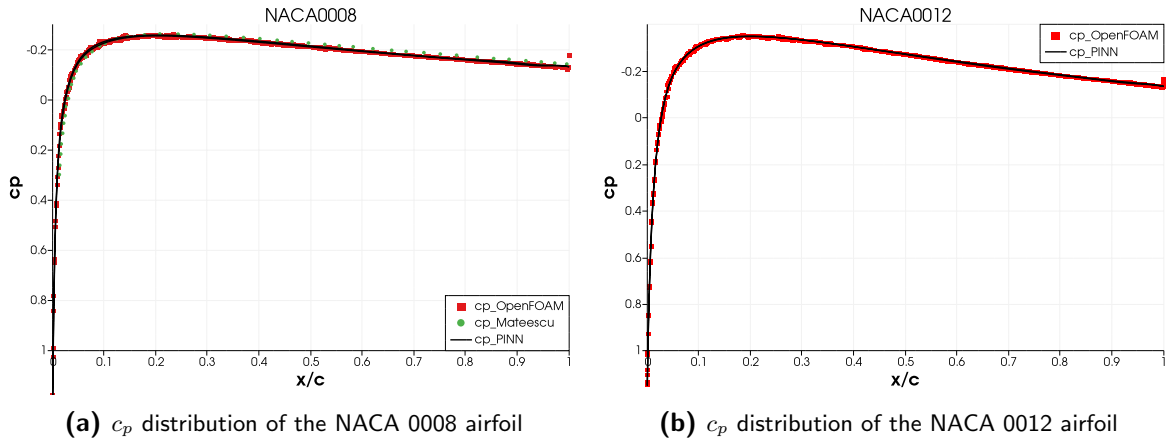 NACA0008
-0.2
0
0.2
0.4
0.6
0.8
1
cp
0 0.1 0.2 0.3 0.4 0.5 0.6 0.7 0.8 0.9 1
x/c
cp_OpenFOAM
cp_Mateescu
cp_PINN
(a) cp distribution of the NACA 0008 airfoil
NACA0012
-0.2
0
0.2
0.4
0.6
0.8
1
cp
0 0.1 0.2 0.3 0.4 0.5 0.6 0.7 0.8 0.9 1
x/c
cp_OpenFOAM
cp_PINN
(b) cp distribution of the NACA 0012 airfoil